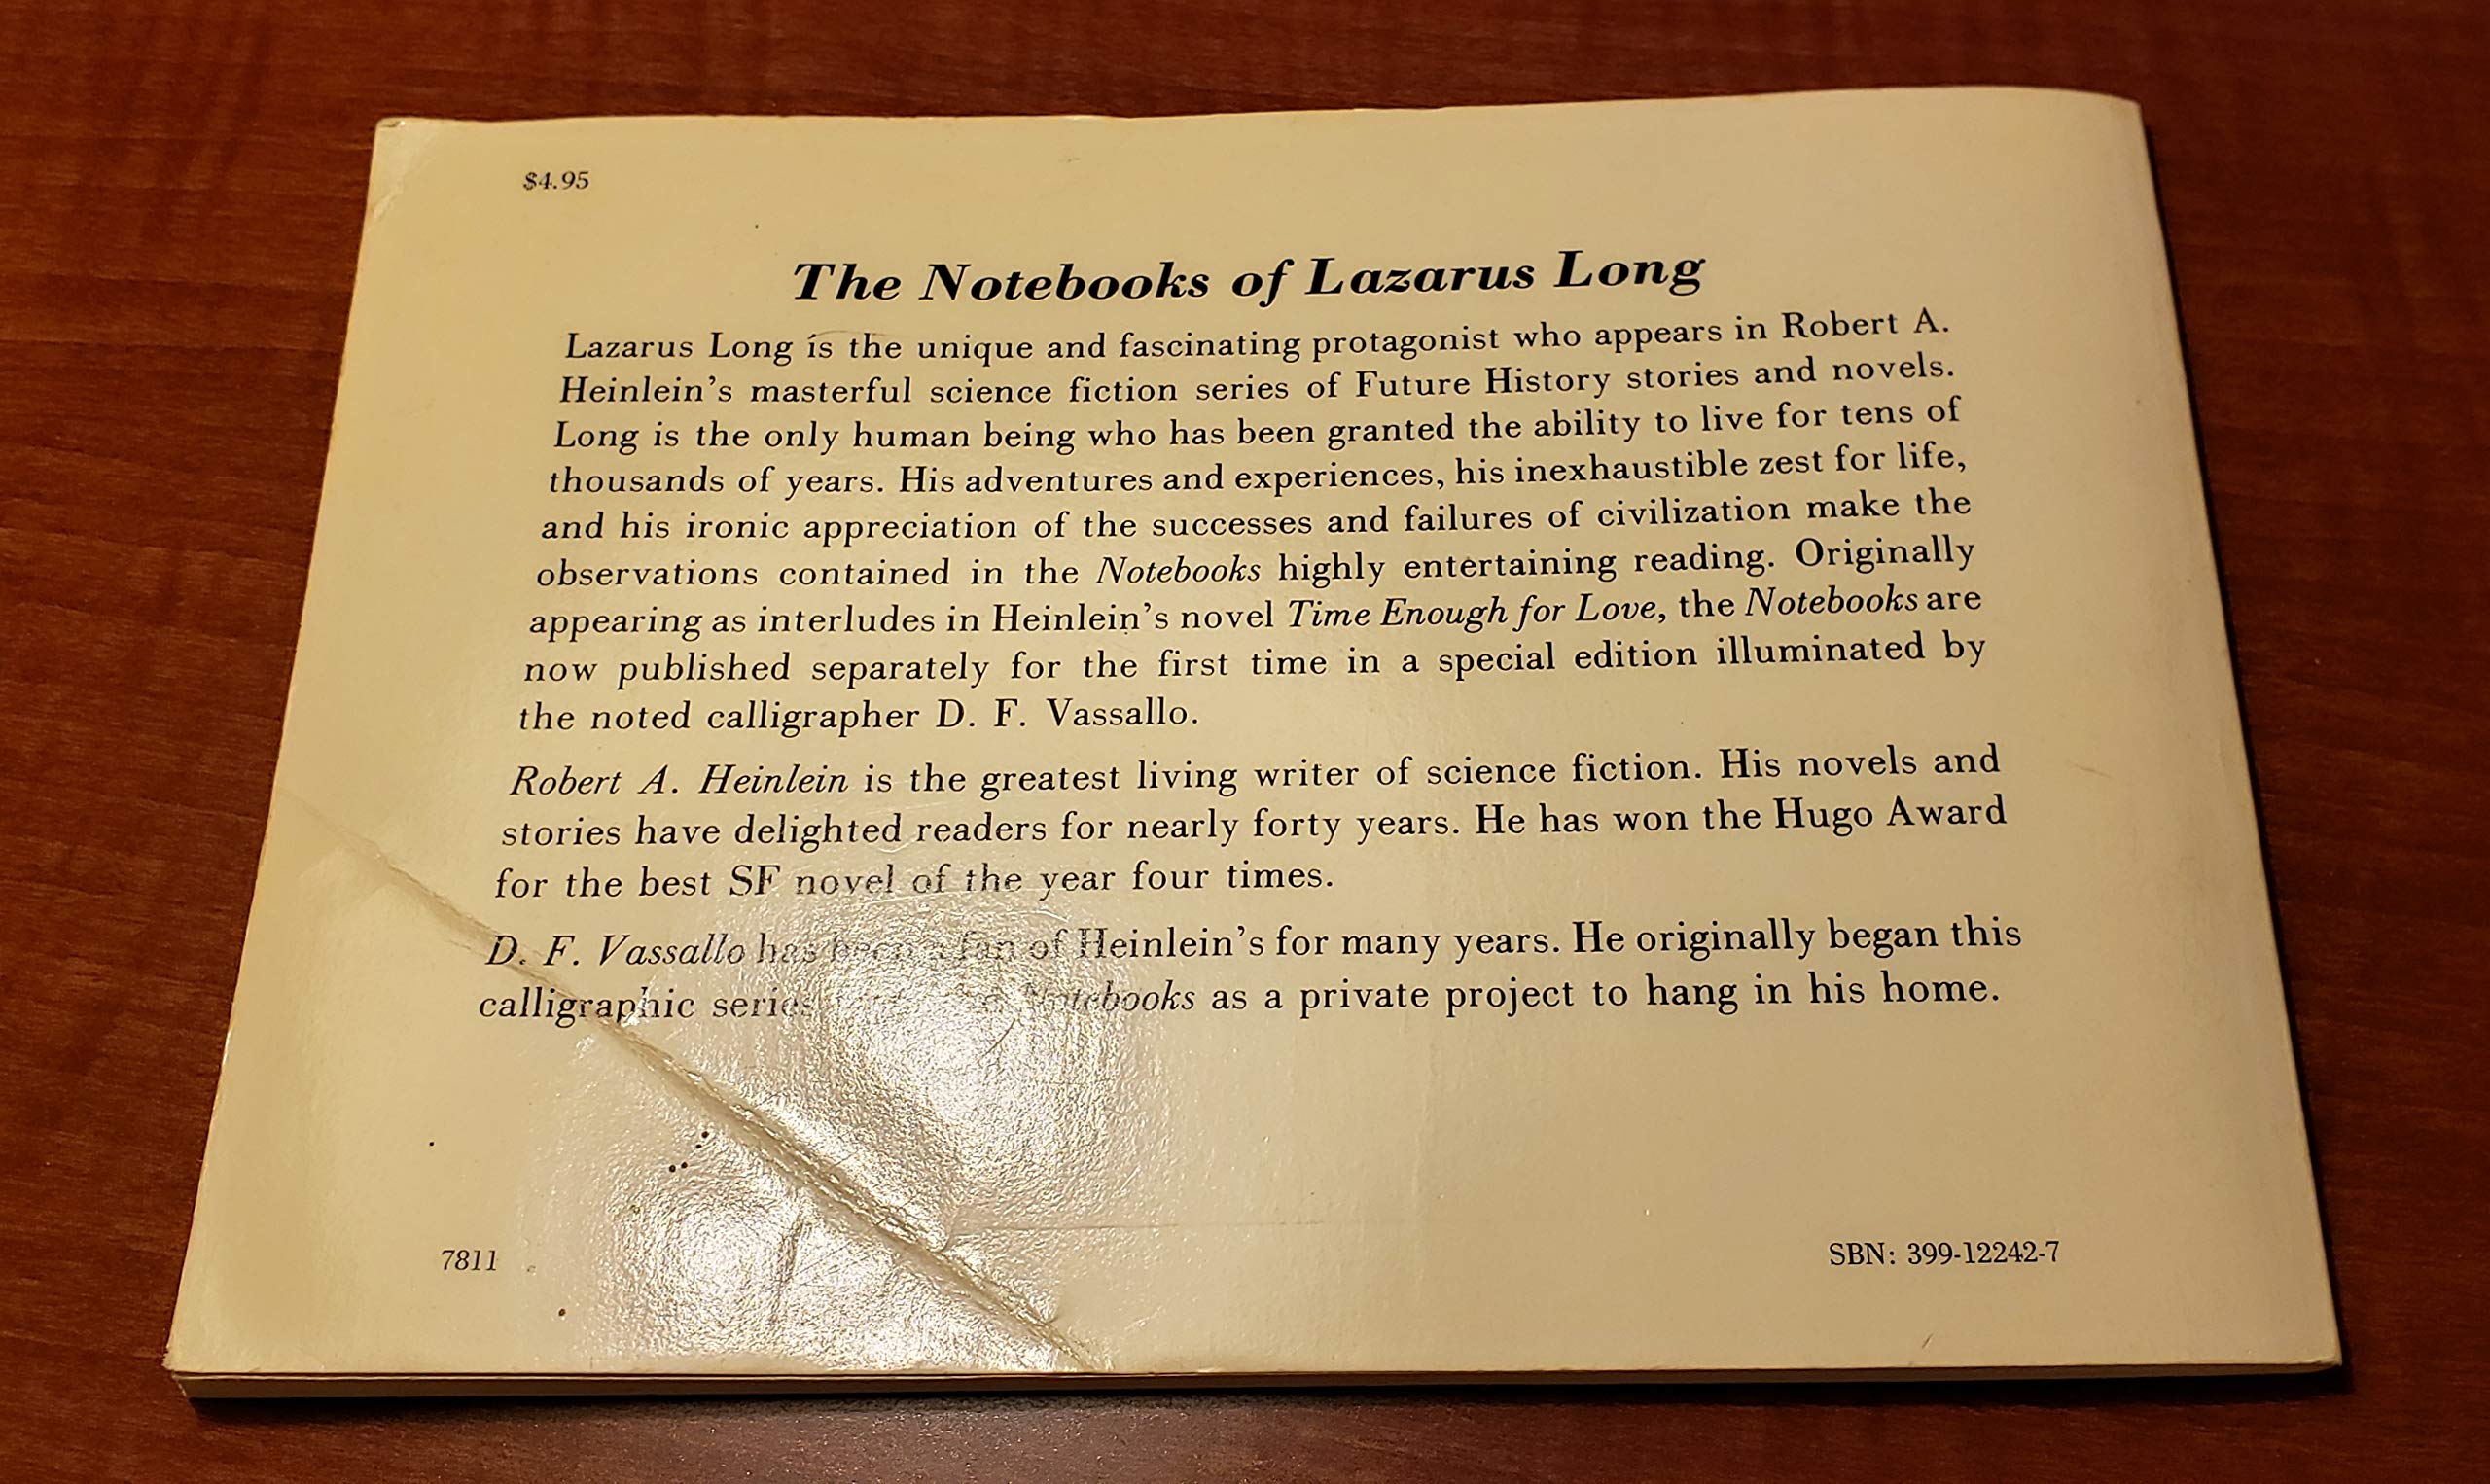 $4.95
The Notebooks of Lazarus Long
Lazarus Long is the unique and fascinating protagonist who appears in Robert A.
Heinlein's masterful science fiction series of Future History stories and novels.
Long is the only human being who has been granted the ability to live for tens of
thousands of years. His adventures and experiences, his inexhaustible zest for life,
and his ironic appreciation of the successes and failures of civilization make the
observations contained in the Notebooks highly entertaining reading. Originally
appearing as interludes in Heinlein's novel Time Enough for Love, the Notebooks are
now published separately for the first time in a special edition illuminated by
the noted calligrapher D. F. Vassallo.
Robert A. Heinlein is the greatest living writer of science fiction. His novels and
stories have delighted readers for nearly forty years. He has won the Hugo Award
for the best SF novel of the year four times.
D. F. Vassallo has been a fan of Heinlein's for many years. He originally began this
calligraphic series Notebooks as a private project to hang in his home.
7811
SBN: 399-12242-7